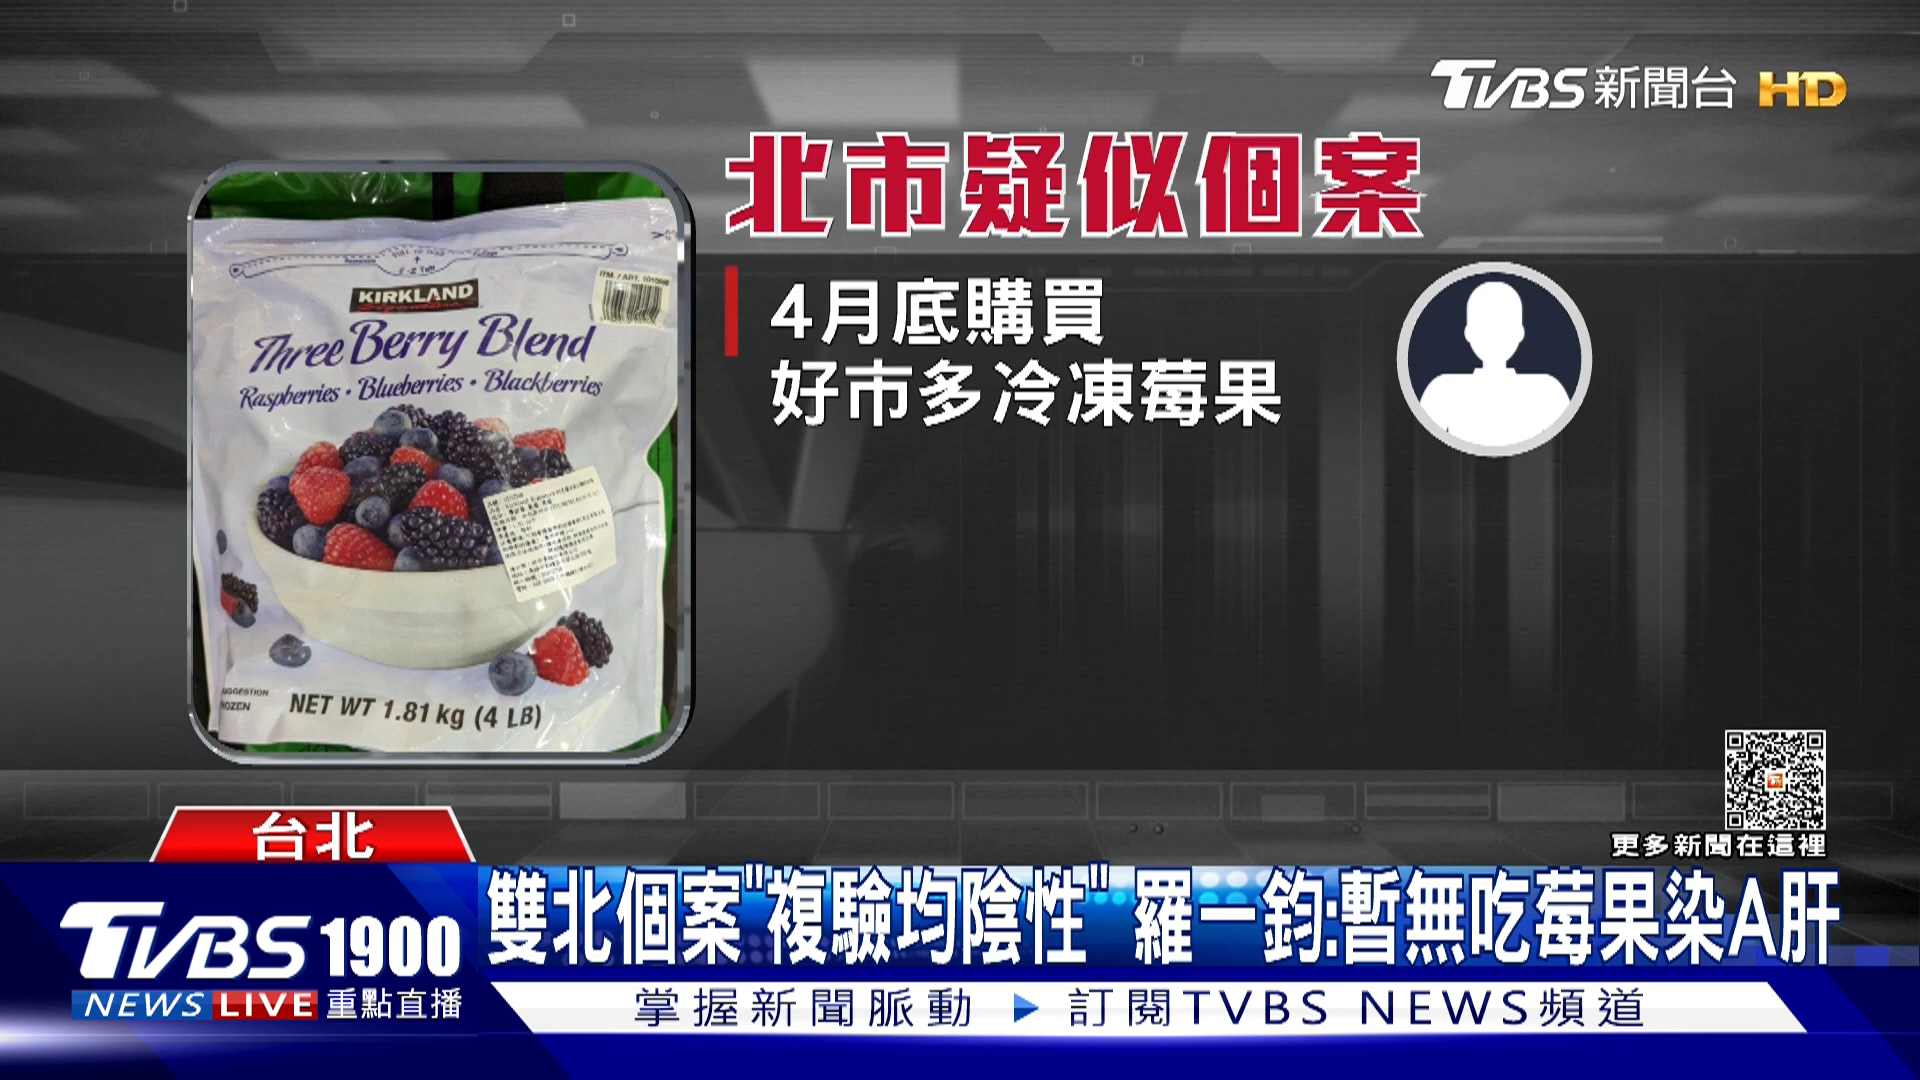 TVBS新聞台 HD
北市疑似個案
4月底購買
好市多冷凍莓果
KIRKLAND
Signature
Three Berry Blend
Raspberries • Blueberries • Blackberries
NET WT 1.81 kg (4 LB)
更多新聞在這裡
台北
雙北個案"複驗均陰性" 羅一鈞:暫無吃莓果染A肝
TVBS 1900
NEWS LIVE 重點直播
掌握新聞脈動 ▶ 訂閱TVBS NEWS頻道